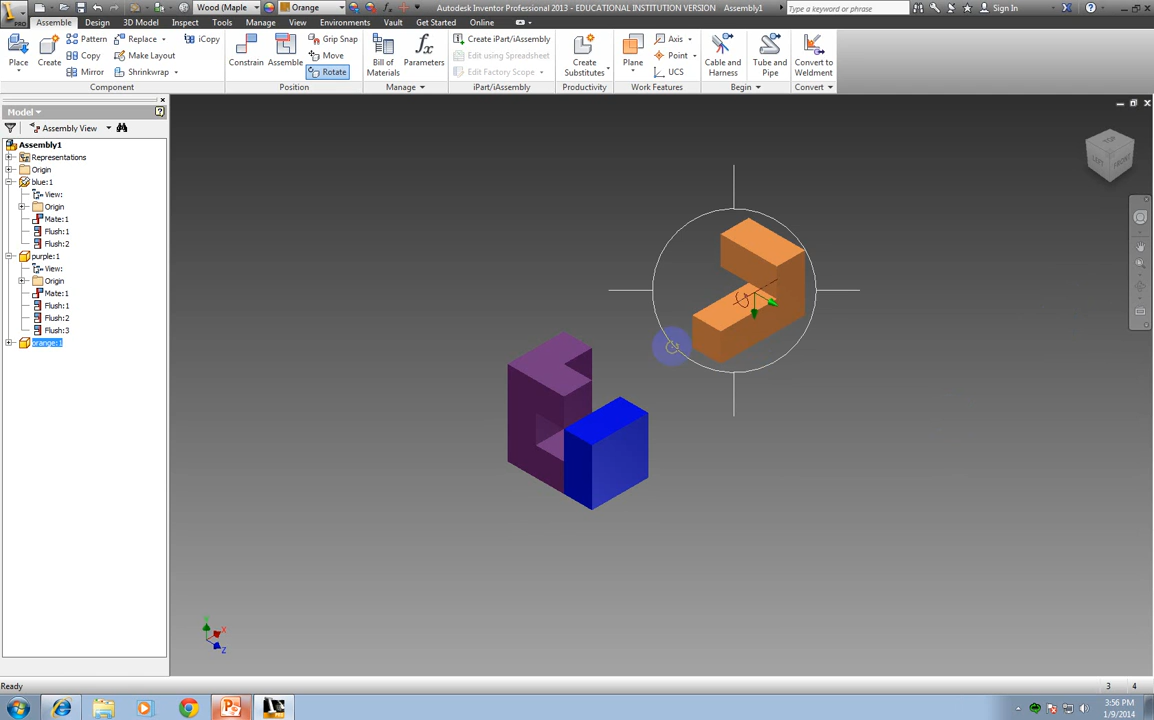 Wood (Maple Orange Autodesk Inventor Professional 2013 - EDUCATIONAL INSTITUTION VERSION Assembly1 Type a keyword or phrase Sign In
PRO Assemble Design 3D Model Inspect Tools Manage View Environments Vault Get Started Online
Place Create Pattern Replace iCopy Constrain Assemble Grip Snap Bill of Materials Parameters Create iPart/iAssembly Create Substitutes Plane Axis Cable and Harness Tube and Pipe Convert to Weldment
Copy Make Layout Move Edit using Spreadsheet Point
Mirror Shrinkwrap Rotate Edit Factory Scope UCS
Component Position Manage iPart/iAssembly Productivity Work Features Begin Convert
Model
Assembly View
Assembly1
Representations
Origin
blue:1
View:
Origin
Mate:1
Flush:1
Flush:2
purple:1
View:
Origin
Mate:1
Flush:1
Flush:2
Flush:3
orange:1
TOP
LEFT FRONT
Y
X
Z
Ready 3 4
3:56 PM
1/9/2014